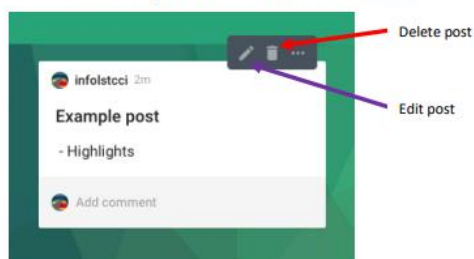 Delete post
infolstcci 2m
Edit post
Example post
- Highlights
Add comment